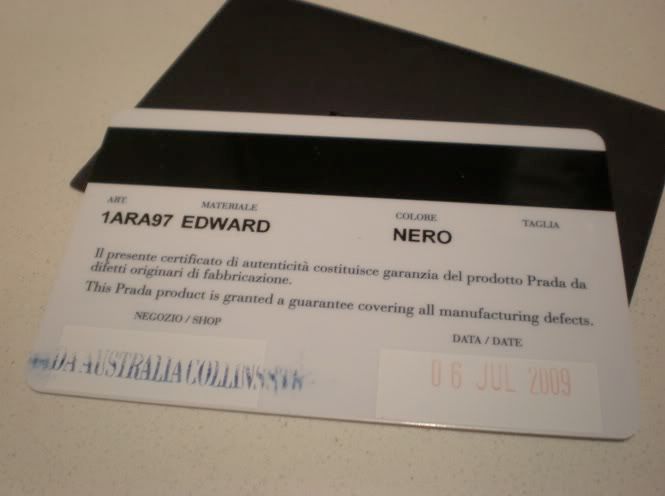 ART. MATERIALE COLORE TAGLIA
1ARA97 EDWARD NERO
Il presente certificato di autenticità costituisce garanzia del prodotto Prada da
difetti originari di fabbricazione.
This Prada product is granted a guarantee covering all manufacturing defects.
NEGOZIO / SHOP DATA / DATE
AUSTRALIA 06 JUL 2009